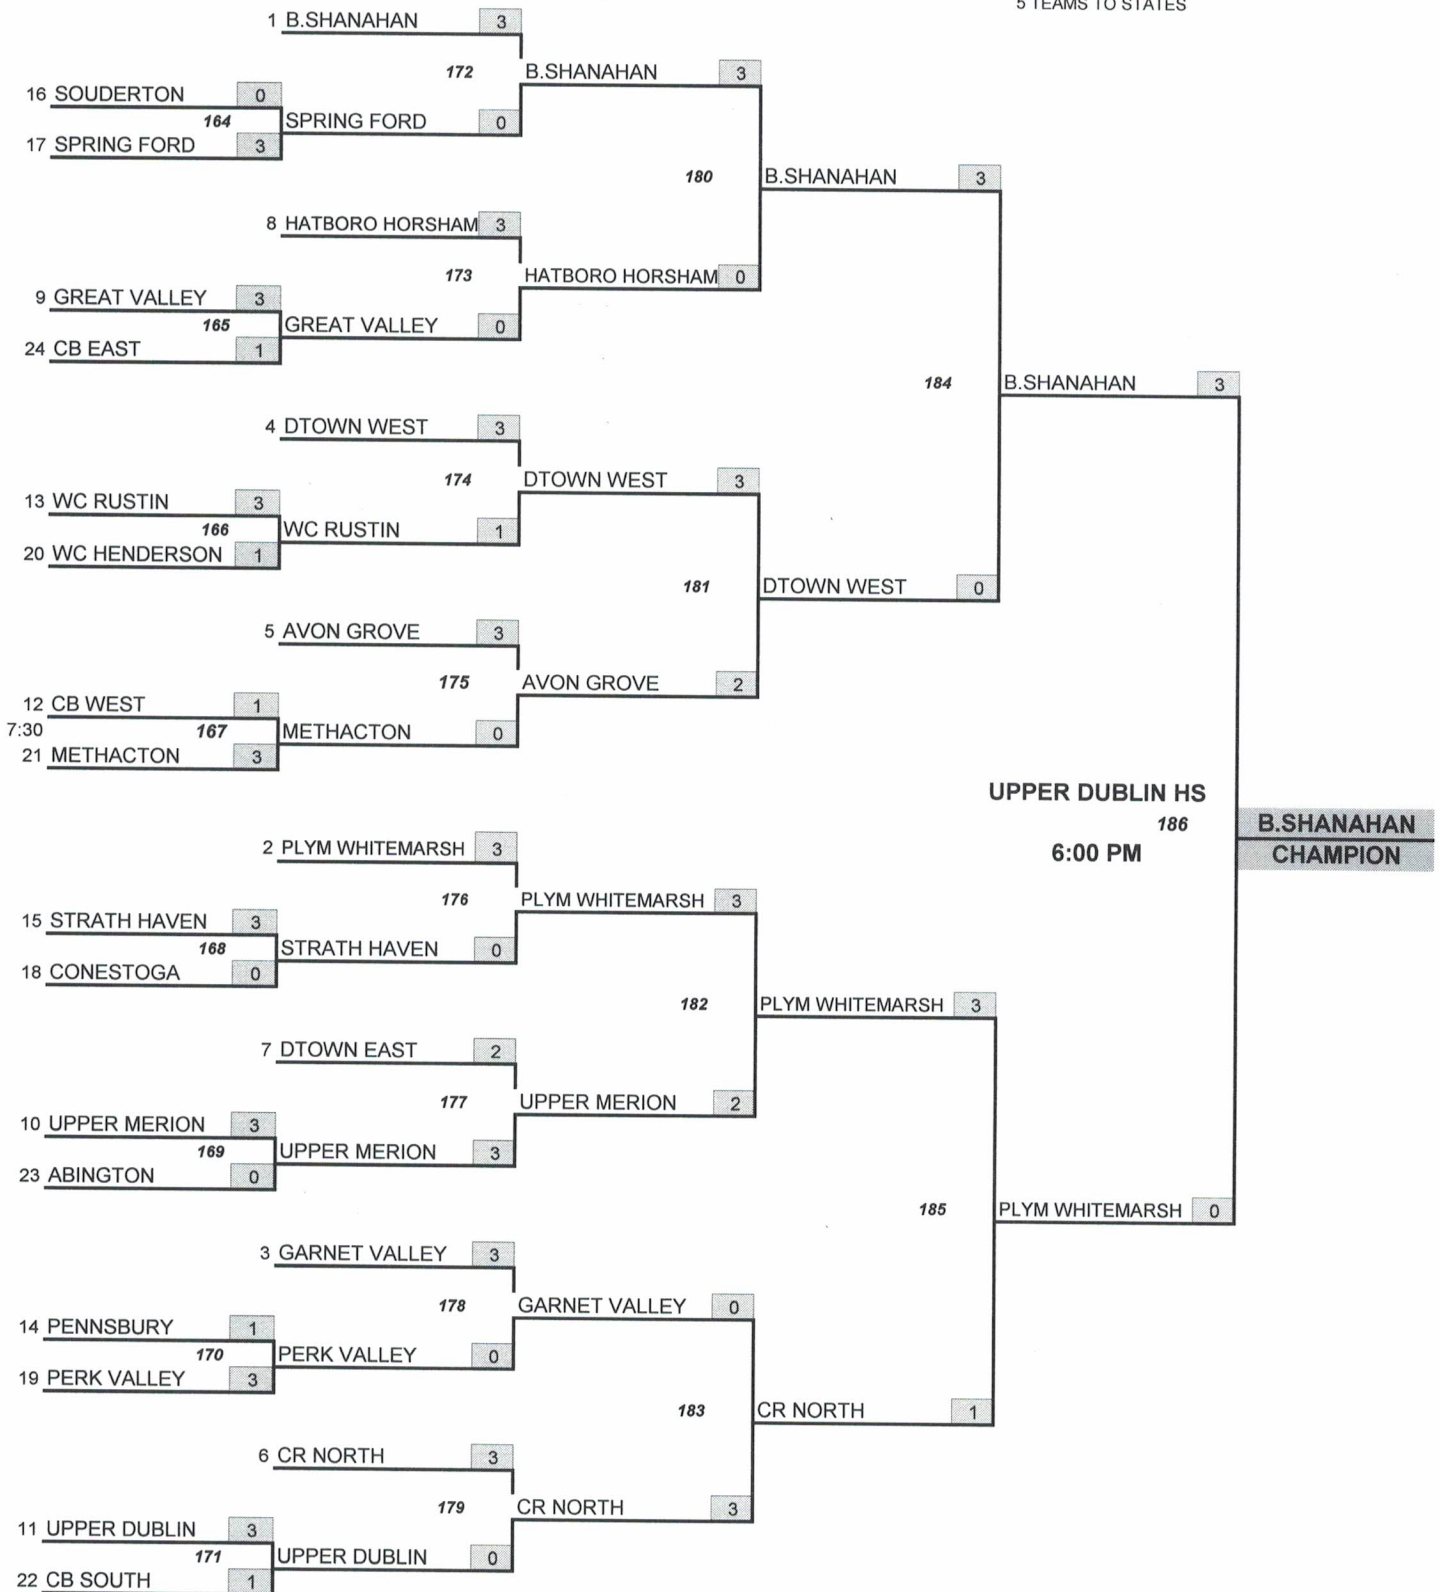 5 TEAMS TO STATES
1 B.SHANAHAN 3
172 B.SHANAHAN 3
16 SOUDERTON 0
164 SPRING FORD 0
17 SPRING FORD 3
180 B.SHANAHAN 3
8 HATBORO HORSHAM 3
173 HATBORO HORSHAM 0
9 GREAT VALLEY 3
165 GREAT VALLEY 0
24 CB EAST 1
184 B.SHANAHAN 3
4 DTOWN WEST 3
174 DTOWN WEST 3
13 WC RUSTIN 3
166 WC RUSTIN 1
20 WC HENDERSON 1
181 DTOWN WEST 0
5 AVON GROVE 3
175 AVON GROVE 2
12 CB WEST 1
7:30 167 METHACTON 0
21 METHACTON 3
UPPER DUBLIN HS
186 B.SHANAHAN
6:00 PM CHAMPION
2 PLYM WHITEMARSH 3
176 PLYM WHITEMARSH 3
15 STRATH HAVEN 3
168 STRATH HAVEN 0
18 CONESTOGA 0
182 PLYM WHITEMARSH 3
7 DTOWN EAST 2
177 UPPER MERION 2
10 UPPER MERION 3
169 UPPER MERION 3
23 ABINGTON 0
185 PLYM WHITEMARSH 0
3 GARNET VALLEY 3
178 GARNET VALLEY 0
14 PENNSBURY 1
170 PERK VALLEY 0
19 PERK VALLEY 3
183 CR NORTH 1
6 CR NORTH 3
179 CR NORTH 3
11 UPPER DUBLIN 3
171 UPPER DUBLIN 0
22 CB SOUTH 1